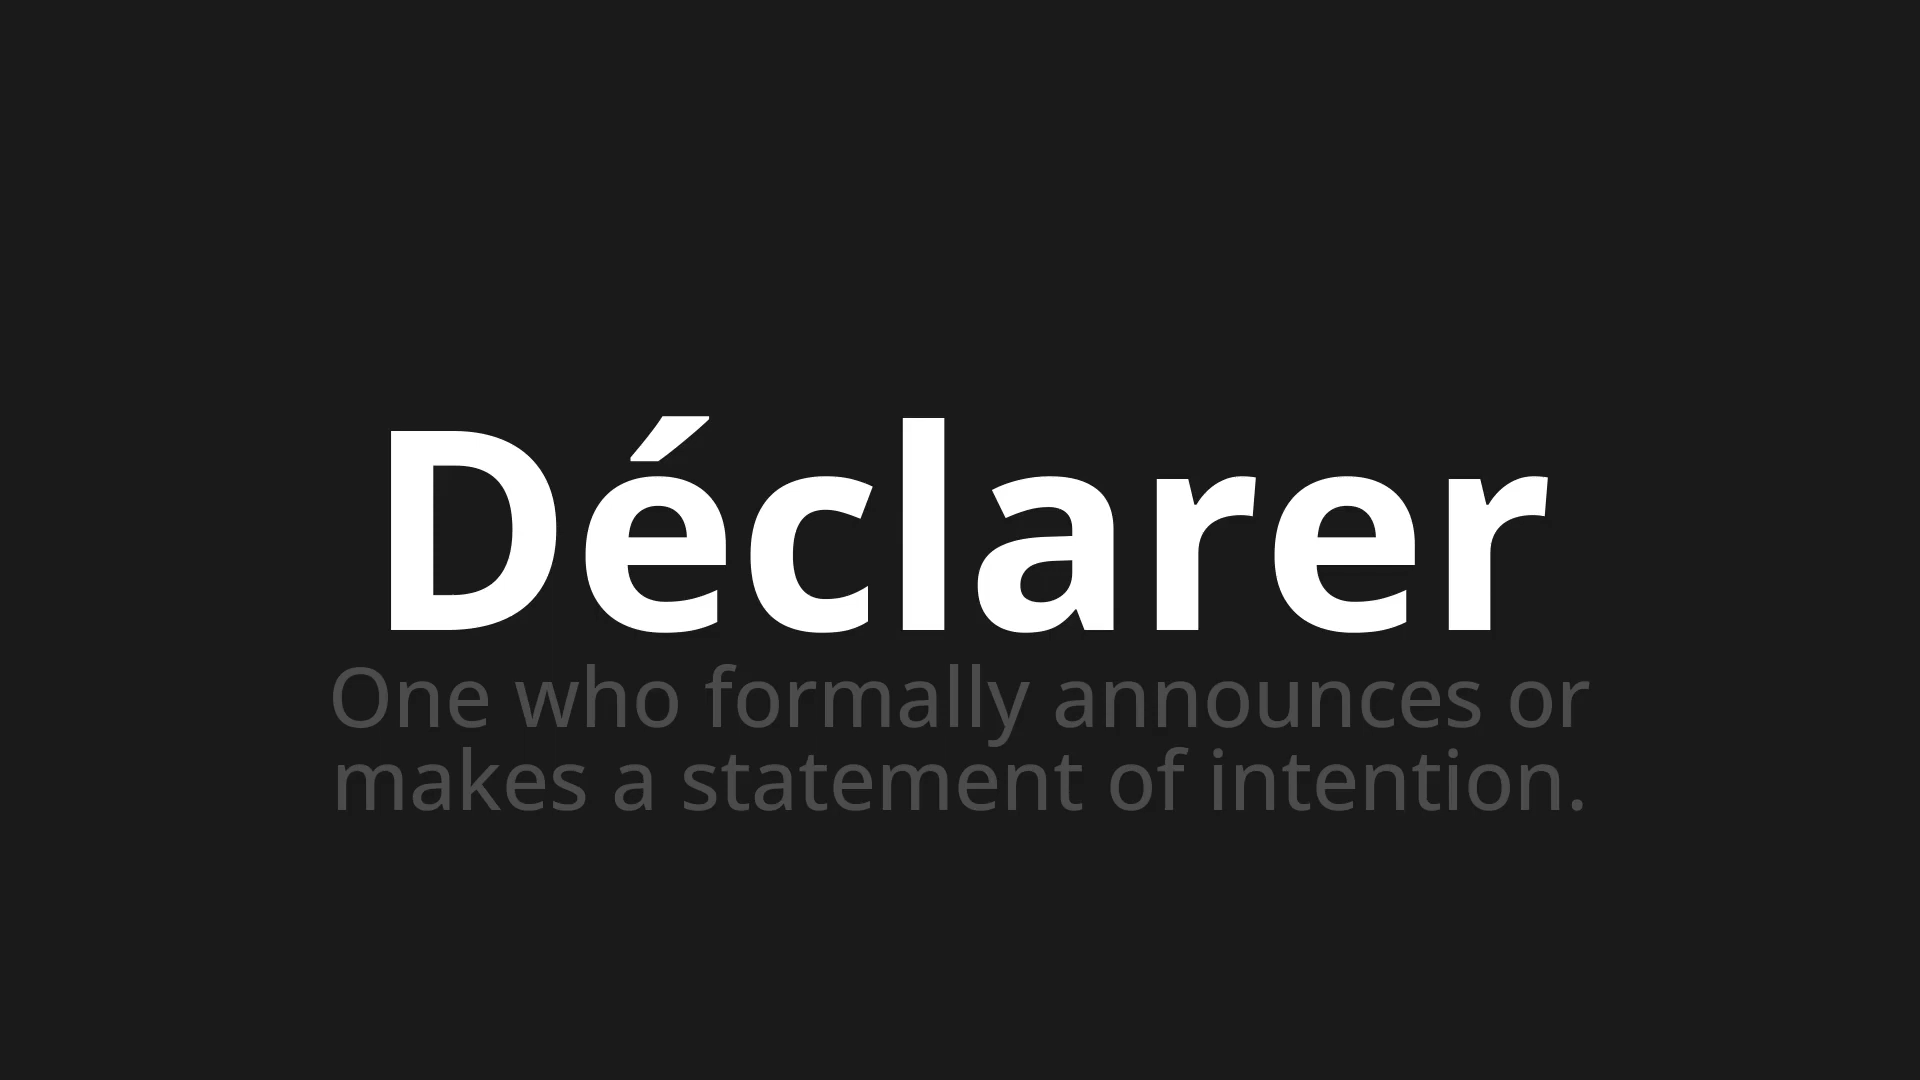 Déclarer
One who formally announces or
makes a statement of intention.